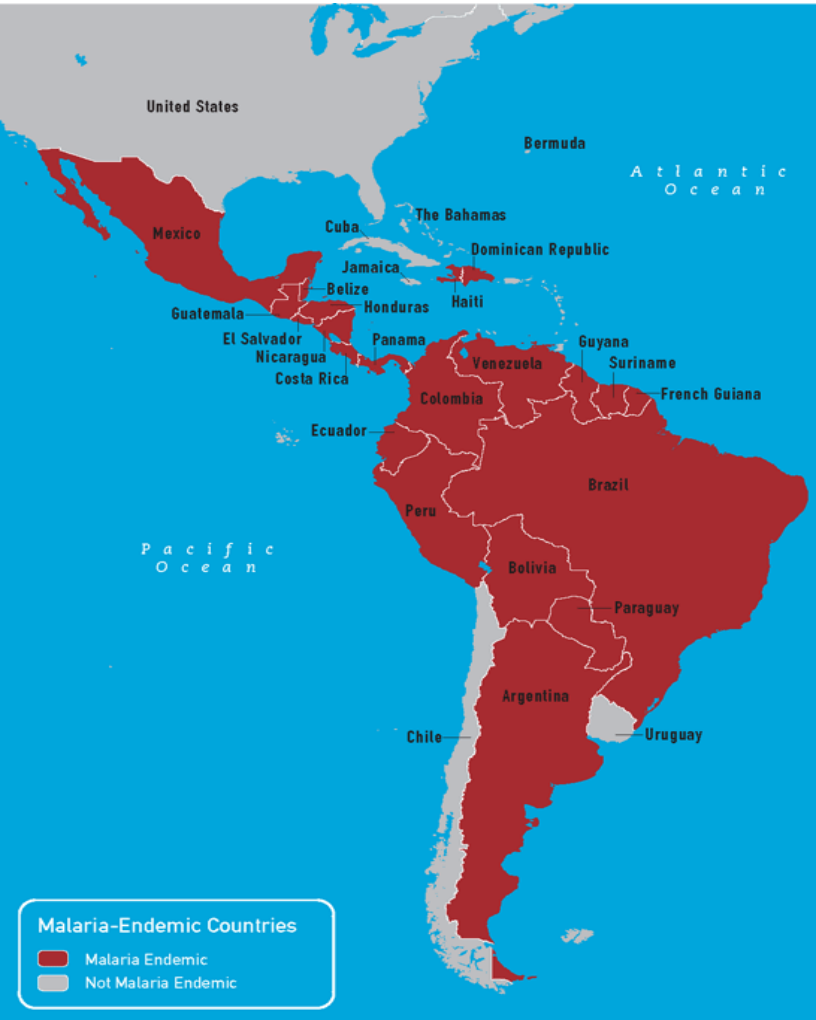 United States
Bermuda
Atlantic
Ocean
The Bahamas
Cuba
Mexico
Dominican Republic
Jamaica
Belize
Haiti
Honduras
Guatemala
El Salvador
Panama
Guyana
Nicaragua
Venezuela
Suriname
Costa Rica
French Guiana
Colombia
Ecuador
Brazil
Peru
Pacific
Ocean
Bolivia
Paraguay
Argentina
Chile
Uruguay
Malaria-Endemic Countries
Malaria Endemic
Not Malaria Endemic